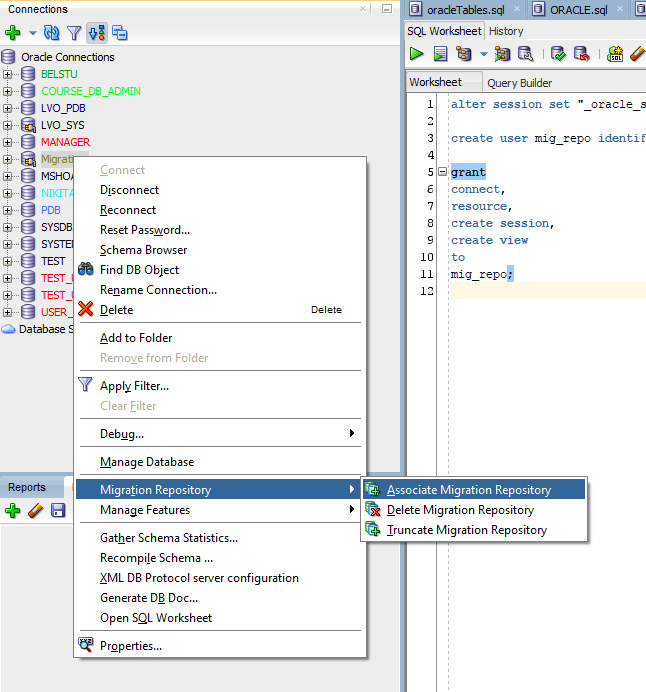 Connections
Oracle Connections
BELSTU
COURSE_DB_ADMIN
LVO_PDB
LVO_SYS
MANAGER
Migrati
MSHOA
NIKITA
PDB
SYSDB
SYSTE
TEST
TEST_
TEST_
USER_
Database S
Connect
Disconnect
Reconnect
Reset Password...
Schema Browser
Find DB Object
Rename Connection...
Delete Delete
Add to Folder
Remove from Folder
Apply Filter...
Clear Filter
Debug...
Manage Database
Migration Repository
Manage Features
Gather Schema Statistics...
Recompile Schema ...
XML DB Protocol server configuration
Generate DB Doc...
Open SQL Worksheet
Properties...
Associate Migration Repository
Delete Migration Repository
Truncate Migration Repository
Reports
oracleTables.sql
ORACLE.sql
SQL Worksheet History
Worksheet Query Builder
1 alter session set "_oracle_s
2
3 create user mig_repo identif
4
5 grant
6 connect,
7 resource,
8 create session,
9 create view
10 to
11 mig_repo;
12